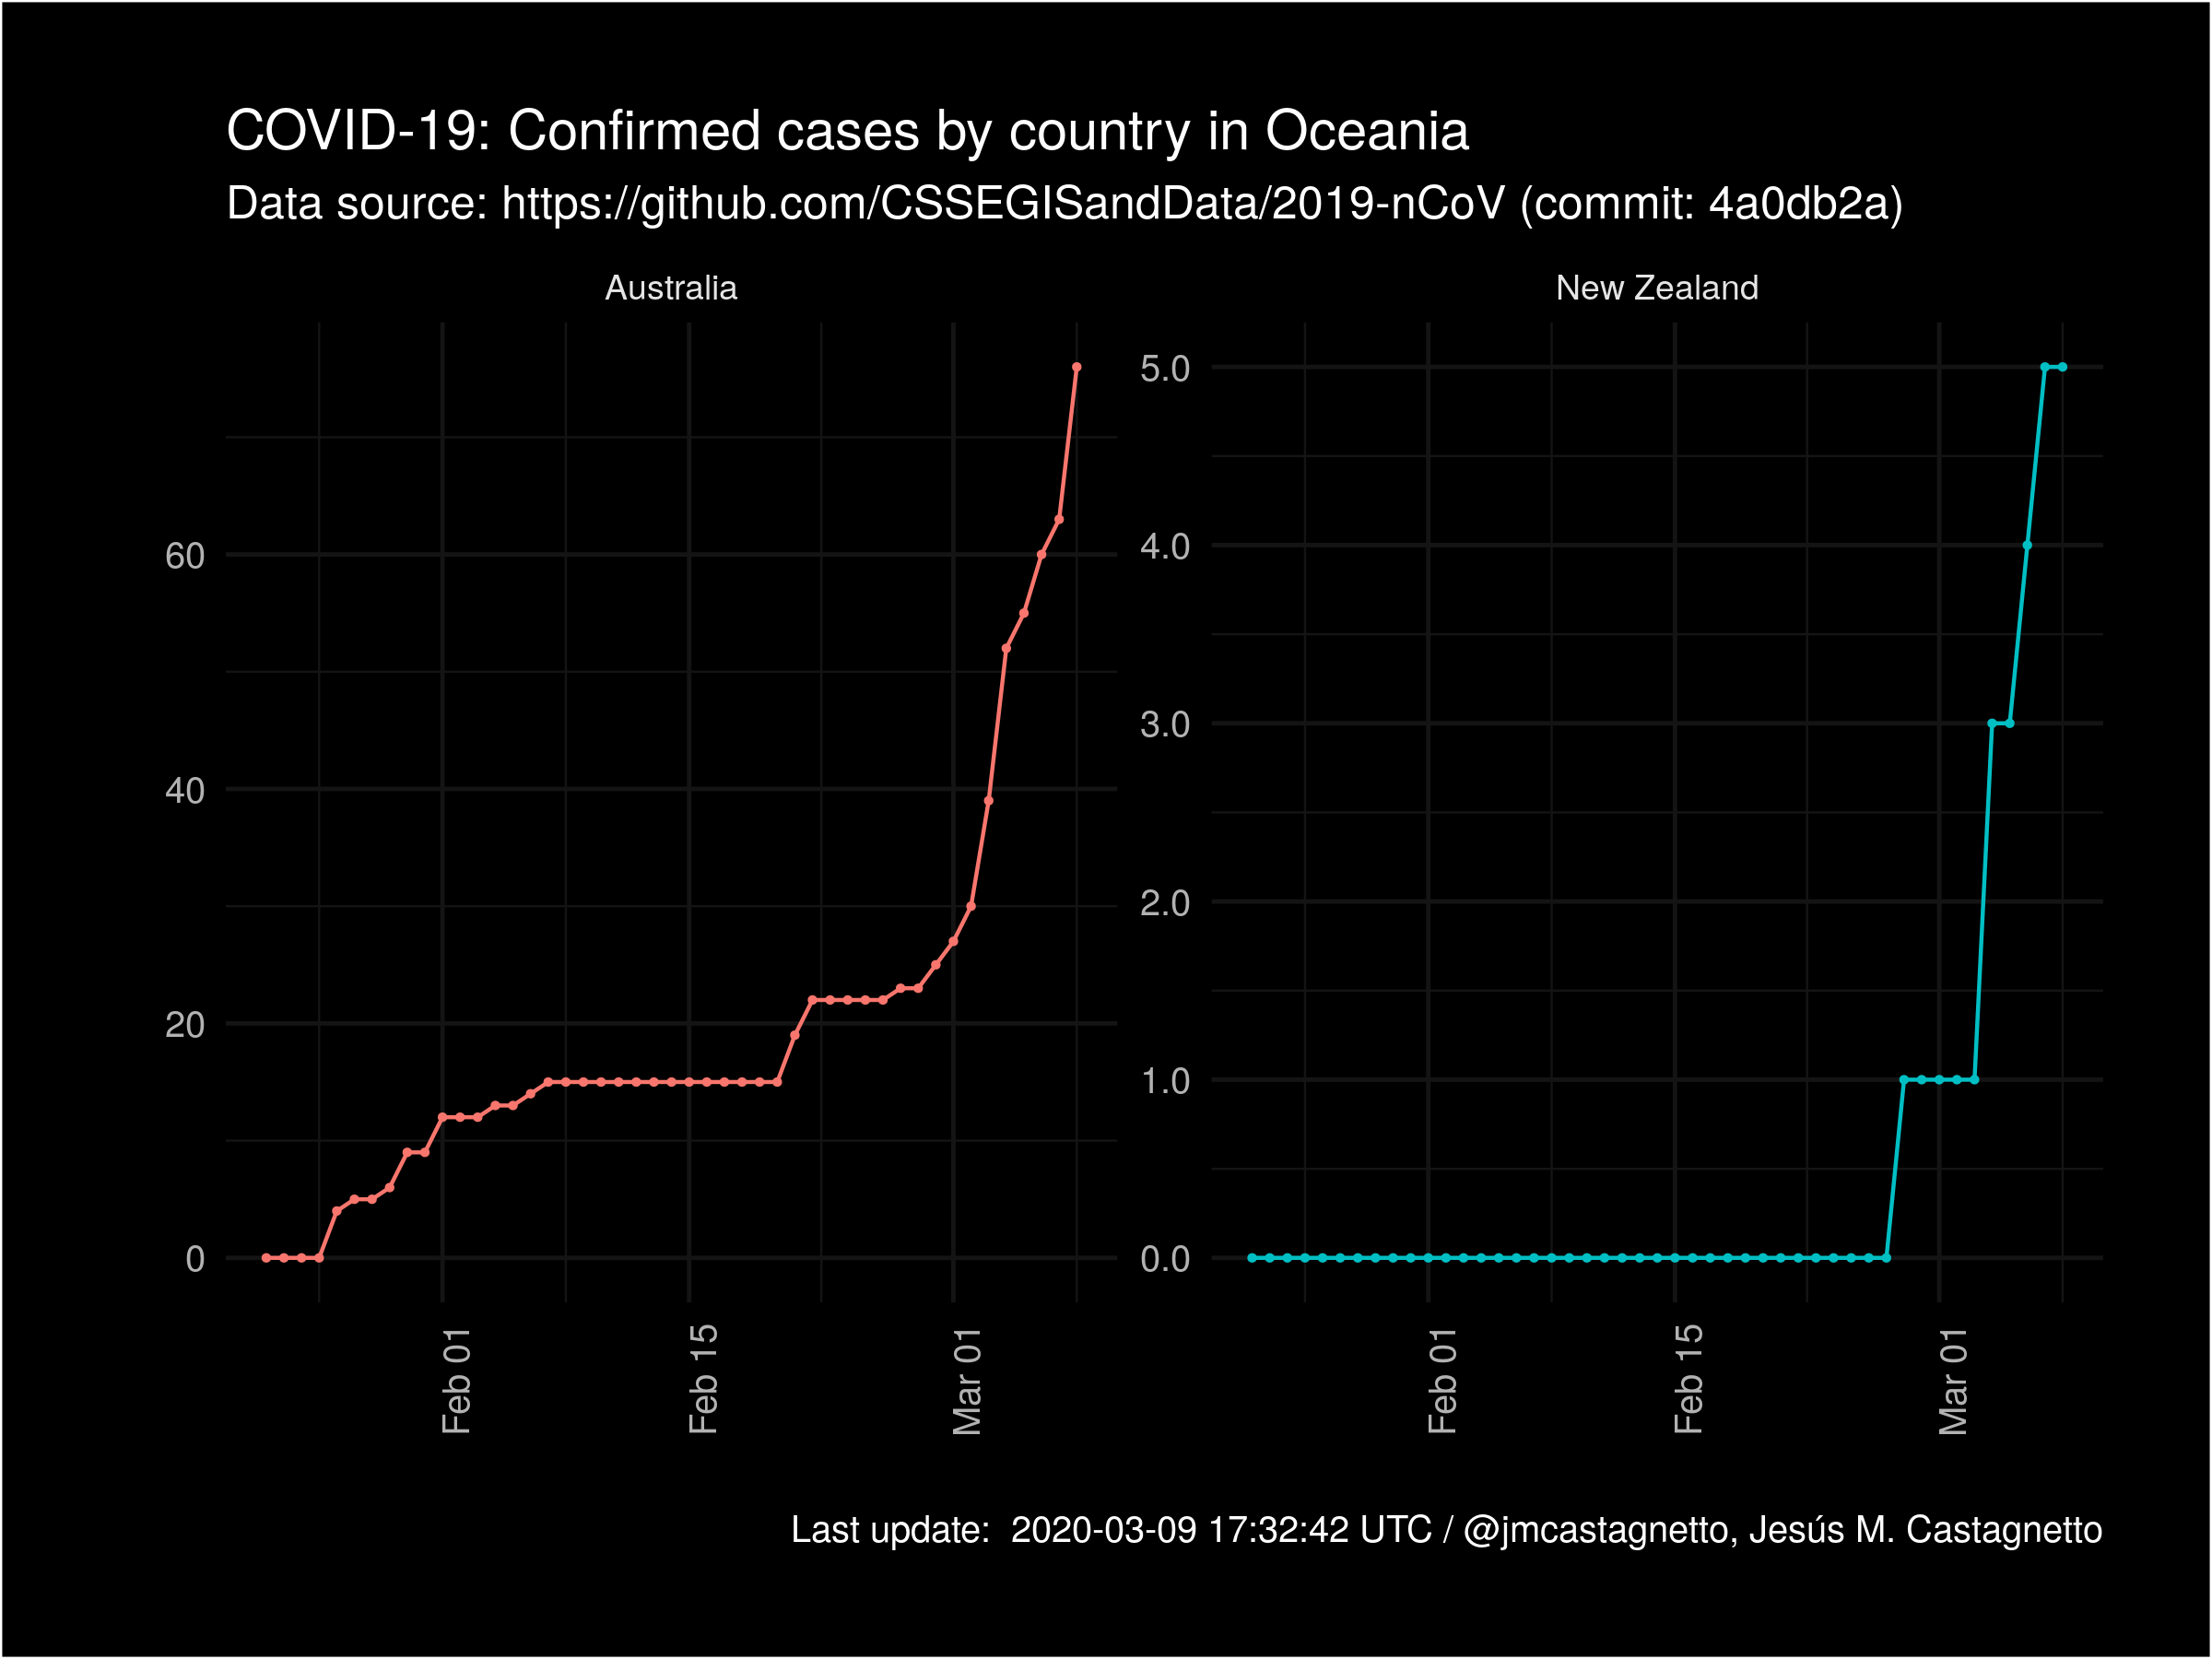 COVID-19: Confirmed cases by country in Oceania
Data source: https://github.com/CSSEGISandData/2019-nCoV (commit: 4a0db2a)
Australia
New Zealand
60
40
20
0
5.0
4.0
3.0
2.0
1.0
0.0
Feb 01
Feb 15
Mar 01
Feb 01
Feb 15
Mar 01
Last update:  2020-03-09 17:32:42 UTC / @jmcastagnetto, Jesús M. Castagnetto